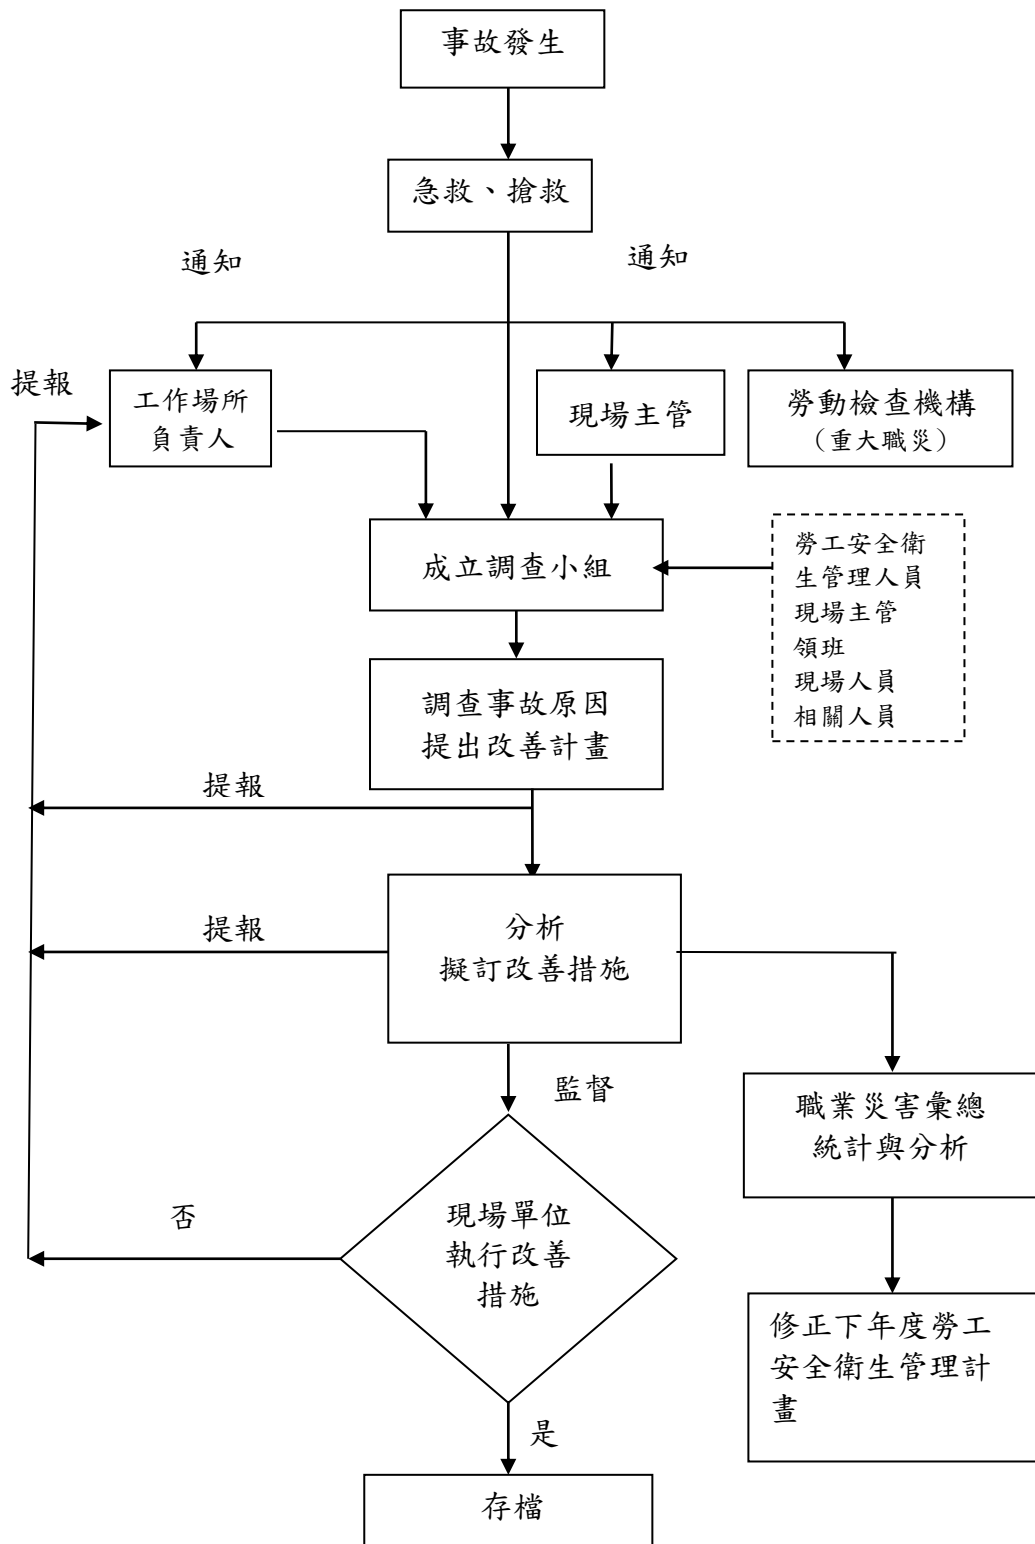 事故發生
急救、搶救
通知
通知
提報
工作場所
負責人
現場主管
勞動檢查機構
（重大職災）
成立調查小組
勞工安全衛
生管理人員
現場主管
領班
現場人員
相關人員
調查事故原因
提出改善計畫
提報
提報
分析
擬訂改善措施
監督
職業災害彙總
統計與分析
否
現場單位
執行改善
措施
修正下年度勞工
安全衛生管理計
畫
是
存檔